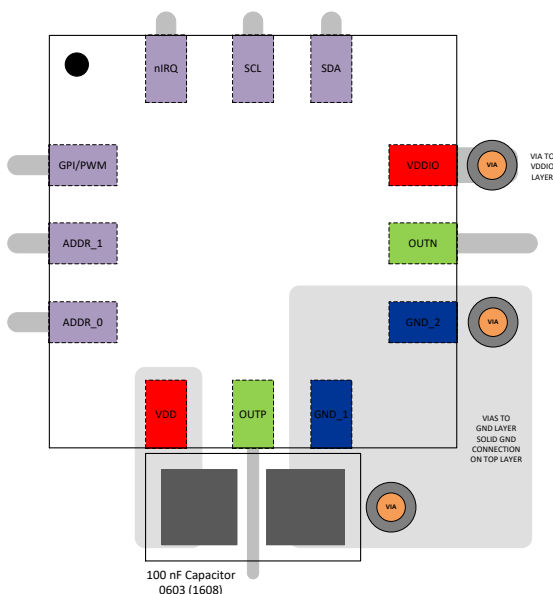 nIRQ
SCL
SDA
GPI/PWM
VDDIO
VIA
VIA TO
VDDIO
LAYER
ADDR_1
OUTN
ADDR_0
GND_2
VIA
VDD
OUTP
GND_1
VIAS TO
GND LAYER
SOLID GND
CONNECTION
ON TOP LAYER
VIA
100 nF Capacitor
0603 (1608)